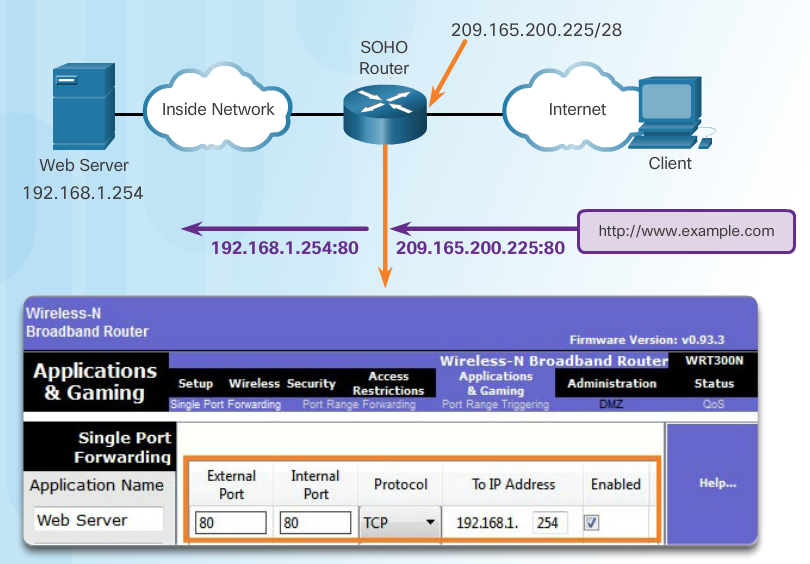 209.165.200.225/28
SOHO
Router
Inside Network
Internet
Web Server
192.168.1.254
Client
192.168.1.254:80
209.165.200.225:80
http://www.example.com
Wireless-N
Broadband Router
Firmware Version: v0.93.3
Applications
& Gaming
Wireless-N Broadband Router
WRT300N
Setup
Wireless
Security
Access
Restrictions
Applications
& Gaming
Administration
Status
Single Port Forwarding
Port Range Forwarding
Port Range Triggering
DMZ
QoS
Single Port
Forwarding
External
Port
Internal
Port
Protocol
To IP Address
Enabled
Help...
Application Name
Web Server
80
80
TCP
192.168.1.
254